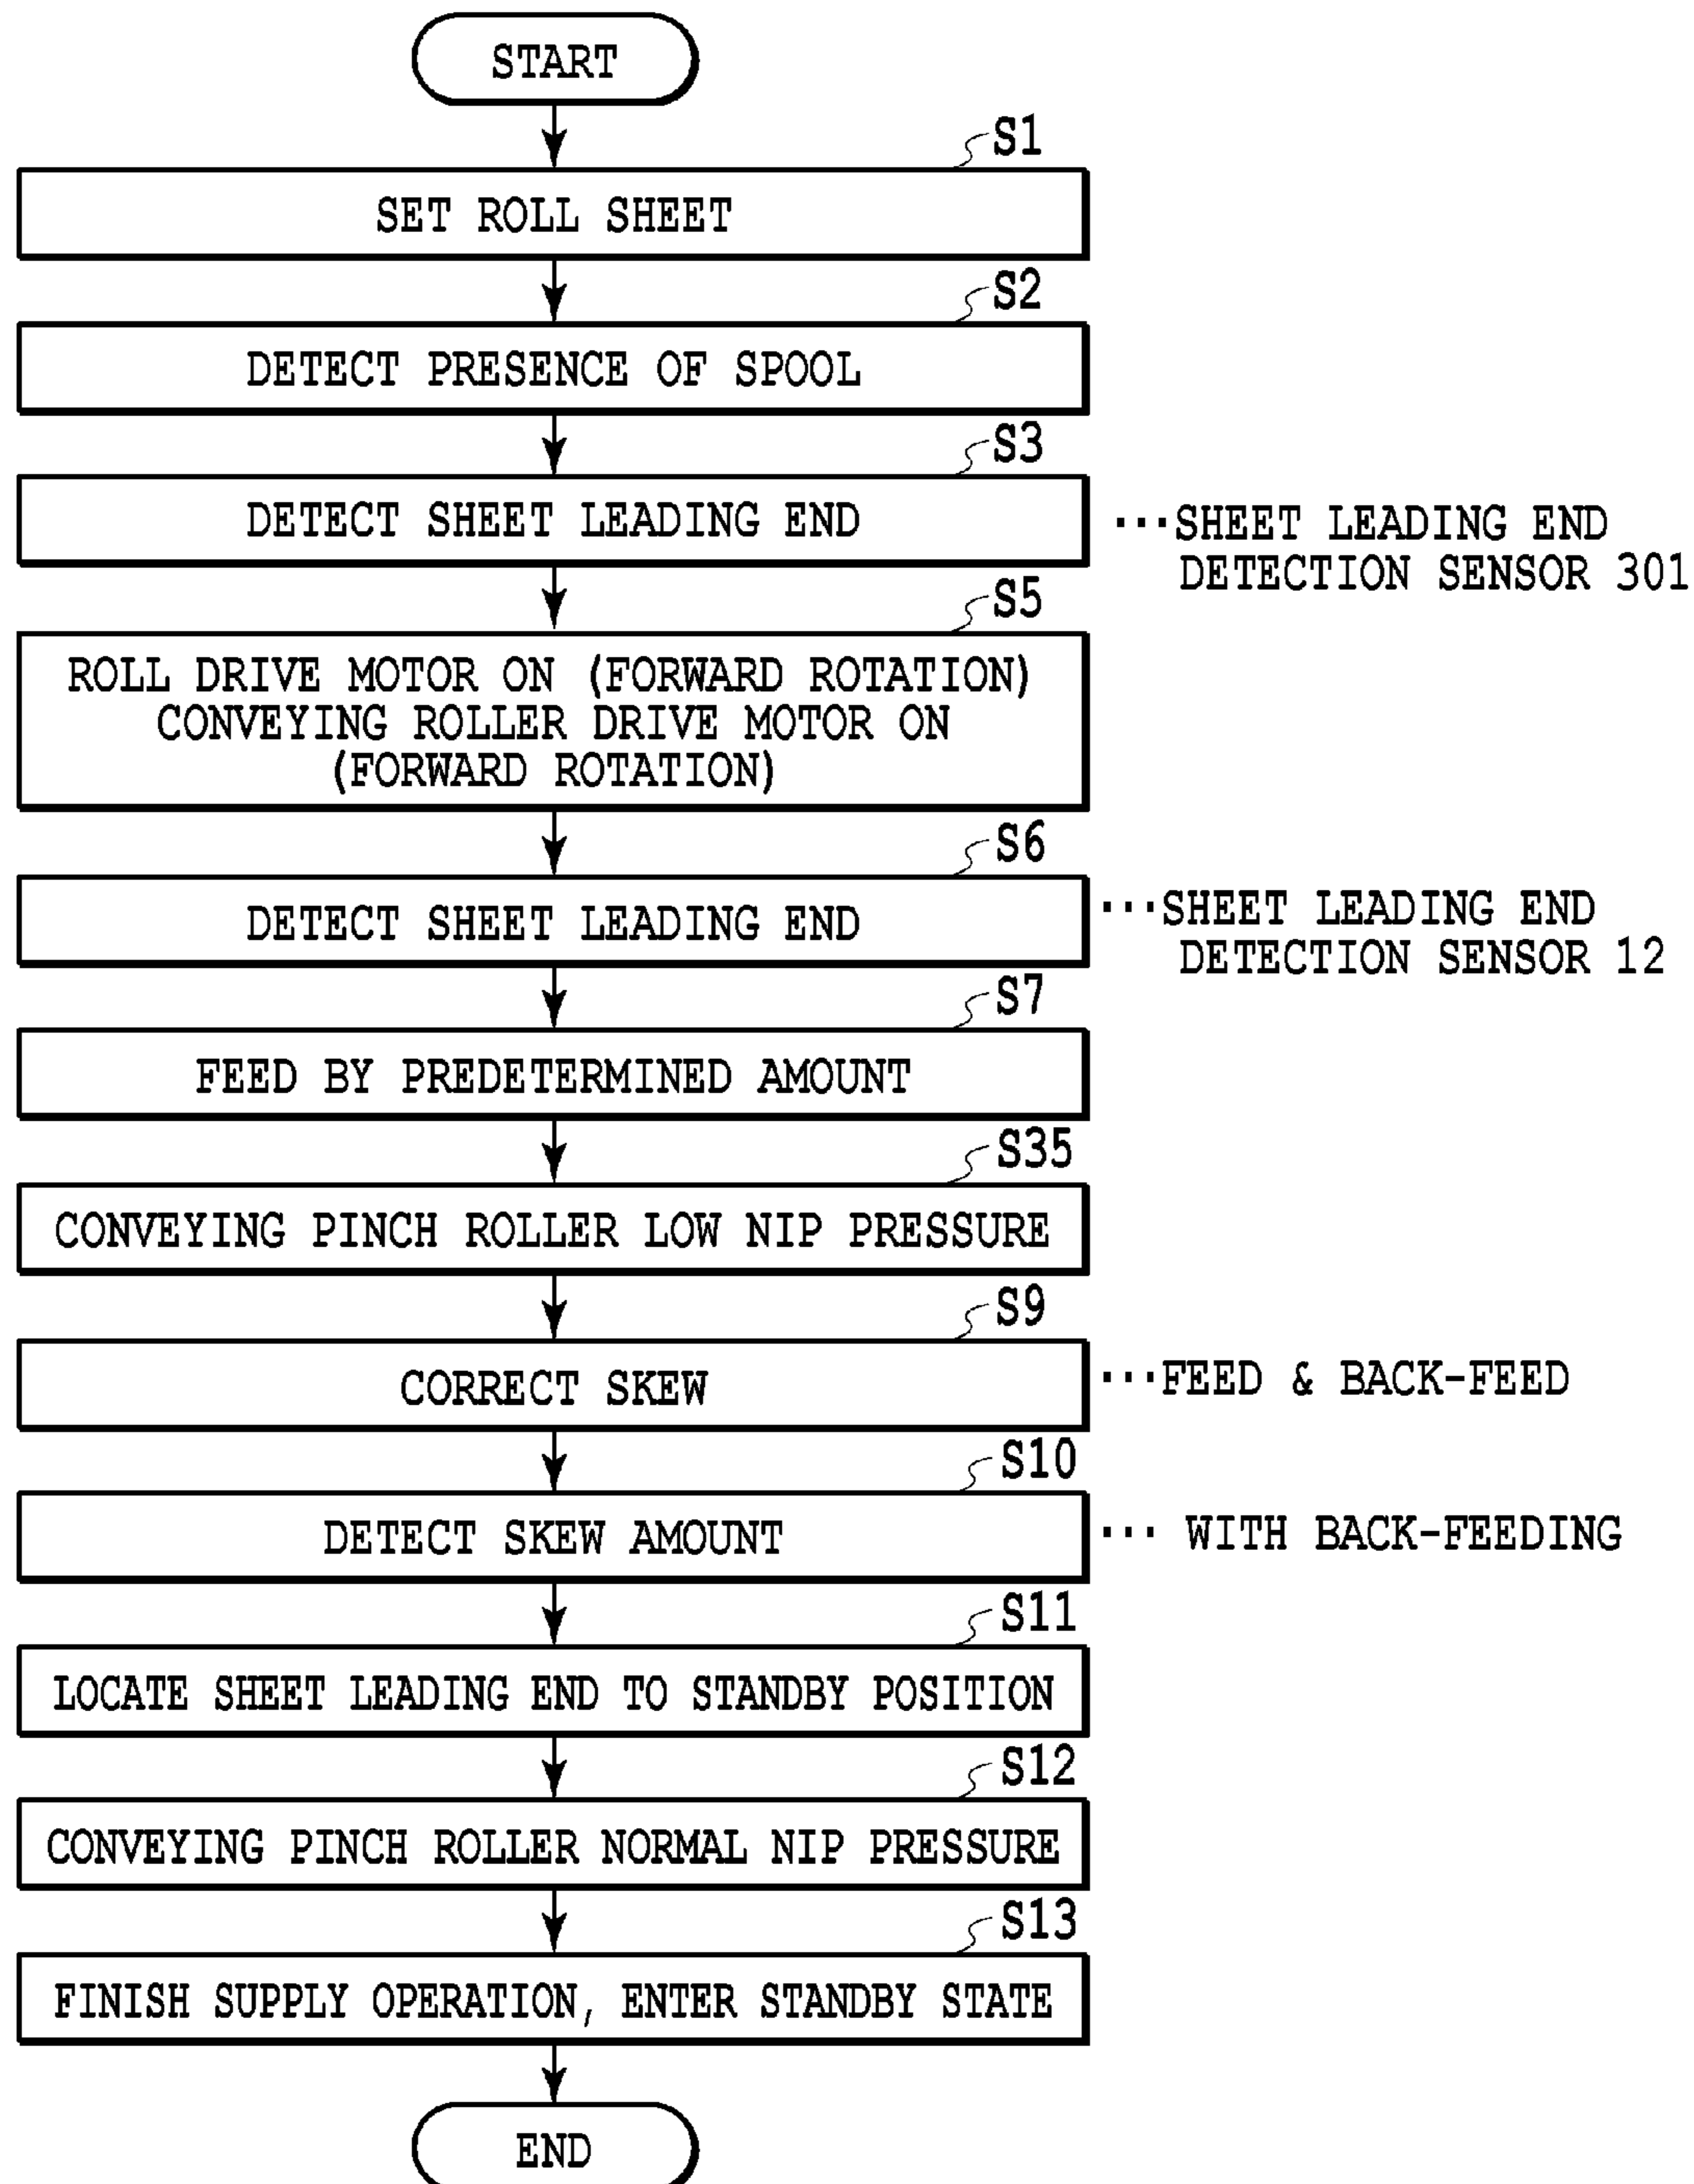 START
S1
SET ROLL SHEET
S2
DETECT PRESENCE OF SPOOL
S3
DETECT SHEET LEADING END
···SHEET LEADING END
DETECTION SENSOR 301
S5
ROLL DRIVE MOTOR ON (FORWARD ROTATION)
CONVEYING ROLLER DRIVE MOTOR ON
(FORWARD ROTATION)
S6
DETECT SHEET LEADING END
···SHEET LEADING END
DETECTION SENSOR 12
S7
FEED BY PREDETERMINED AMOUNT
S35
CONVEYING PINCH ROLLER LOW NIP PRESSURE
S9
CORRECT SKEW
···FEED & BACK-FEED
S10
DETECT SKEW AMOUNT
··· WITH BACK-FEEDING
S11
LOCATE SHEET LEADING END TO STANDBY POSITION
S12
CONVEYING PINCH ROLLER NORMAL NIP PRESSURE
S13
FINISH SUPPLY OPERATION, ENTER STANDBY STATE
END